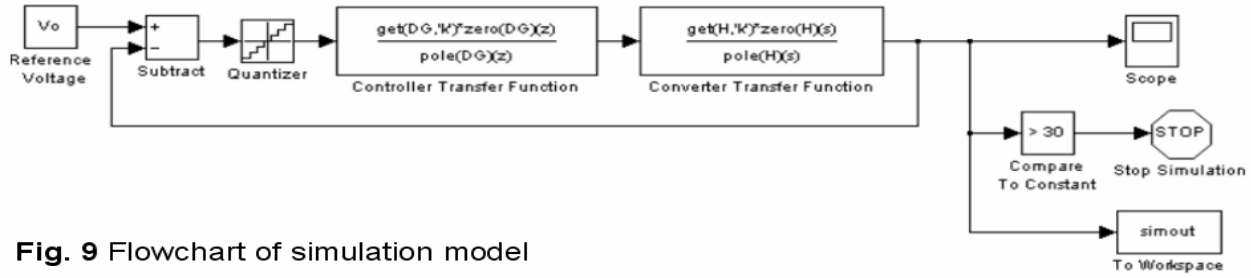 Vo
Reference
Voltage
+
−
Subtract
Quantizer
get(DG,'k')*zero(DG)(z)
pole(DG)(z)
Controller Transfer Function
get(H,'k')*zero(H)(s)
pole(H)(s)
Converter Transfer Function
Scope
> 30
Compare
To Constant
STOP
Stop Simulation
simout
To Workspace
Fig. 9 Flowchart of simulation model